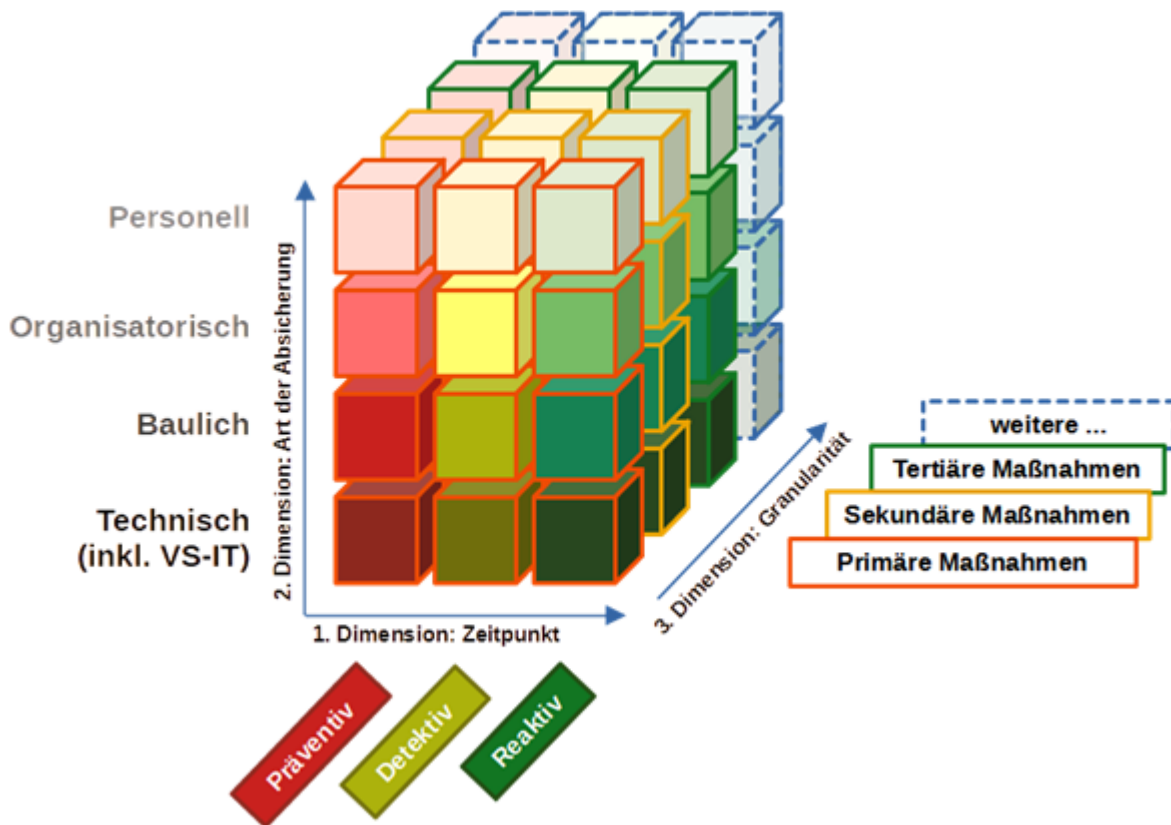 Personell
Organisatorisch
Baulich
Technisch
(inkl. VS-IT)
2. Dimension: Art der Absicherung
1. Dimension: Zeitpunkt
3. Dimension: Granularität
weitere ...
Tertiäre Maßnahmen
Sekundäre Maßnahmen
Primäre Maßnahmen
Präventiv
Detektiv
Reaktiv